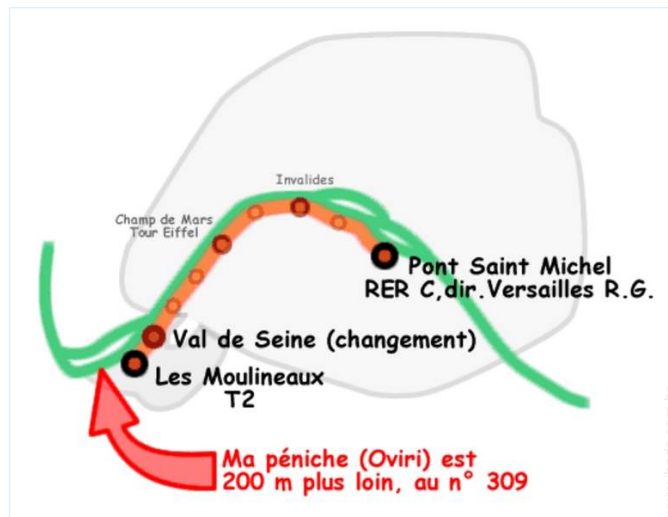 Invalides
Champ de Mars
Tour Eiffel
Pont Saint Michel
RER C,dir.Versailles R.G.
Val de Seine (changement)
Les Moulineaux
T2
Ma péniche (Oviri) est
200 m plus loin, au n° 309